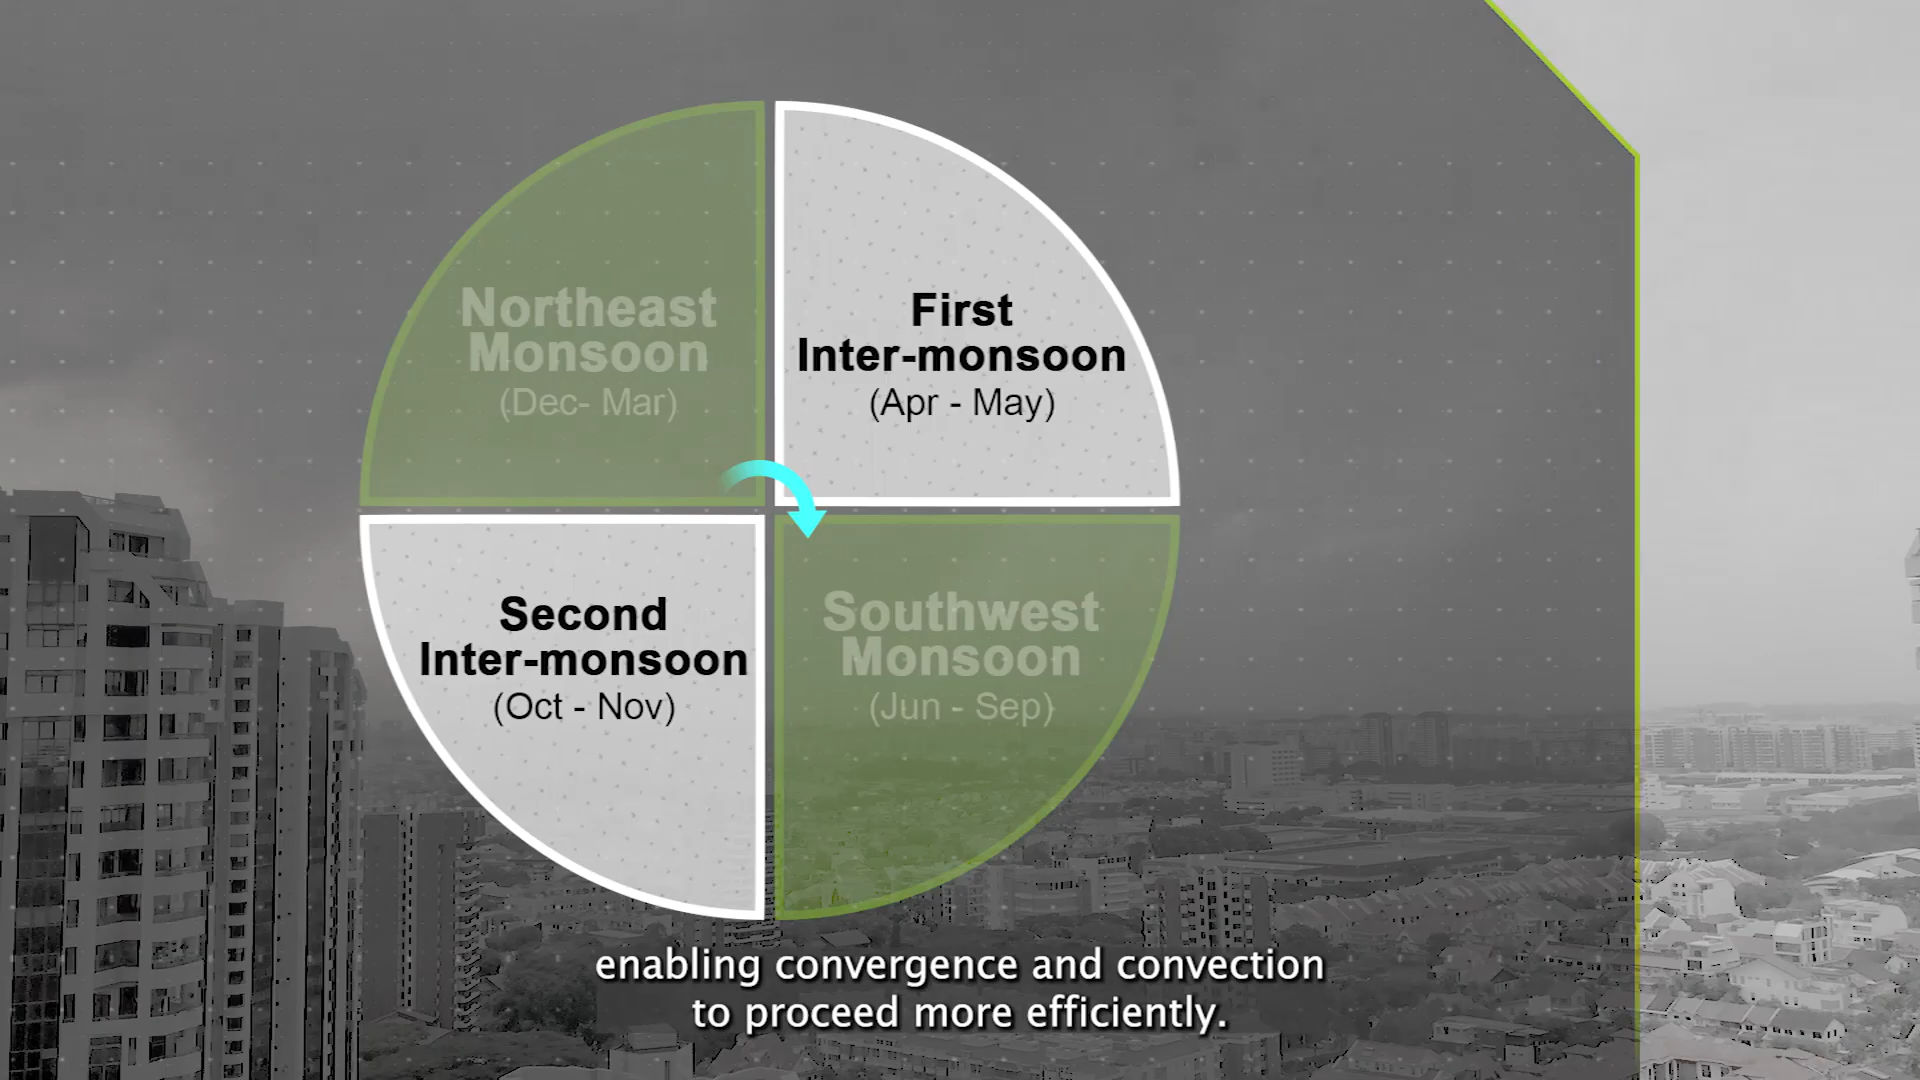 Northeast
Monsoon
(Dec- Mar)
First
Inter-monsoon
(Apr - May)
Second
Inter-monsoon
(Oct - Nov)
Southwest
Monsoon
(Jun - Sep)
enabling convergence and convection
to proceed more efficiently.